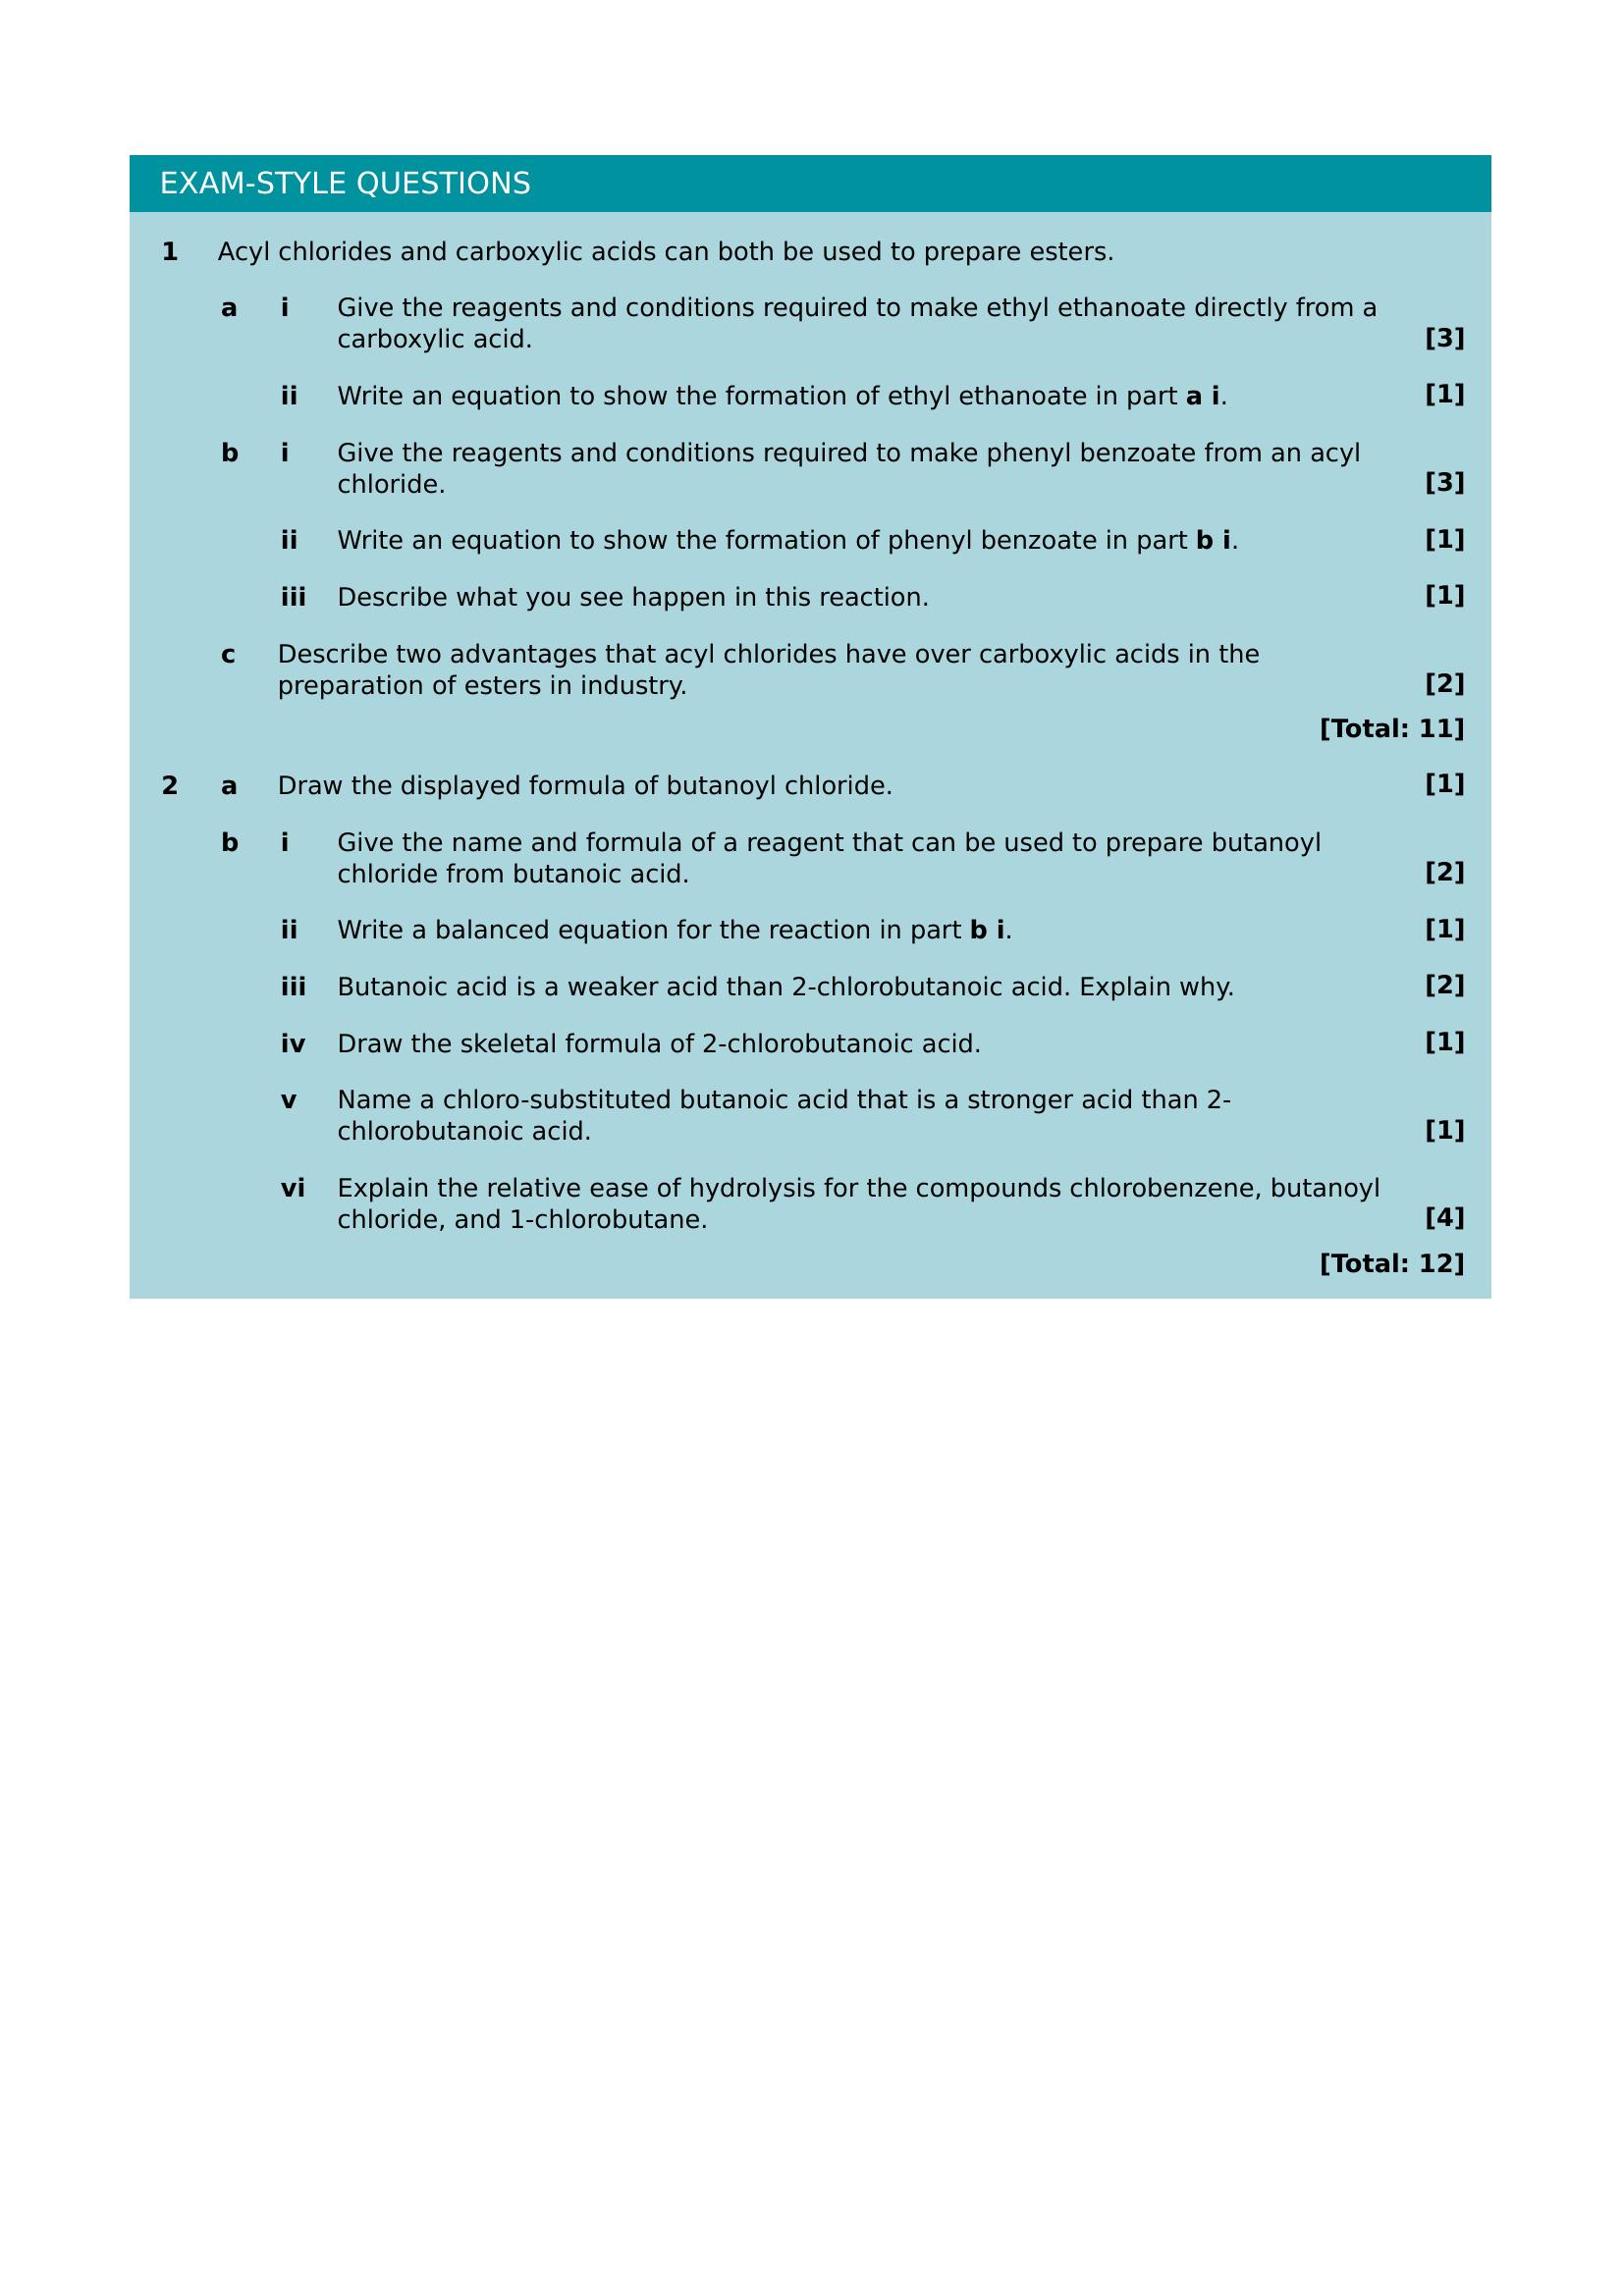 EXAM-STYLE QUESTIONS
1 Acyl chlorides and carboxylic acids can both be used to prepare esters.
a i Give the reagents and conditions required to make ethyl ethanoate directly from a
carboxylic acid. [3]
ii Write an equation to show the formation of ethyl ethanoate in part a i. [1]
b i Give the reagents and conditions required to make phenyl benzoate from an acyl
chloride. [3]
ii Write an equation to show the formation of phenyl benzoate in part b i. [1]
iii Describe what you see happen in this reaction. [1]
c Describe two advantages that acyl chlorides have over carboxylic acids in the
preparation of esters in industry. [2]
[Total: 11]
2 a Draw the displayed formula of butanoyl chloride. [1]
b i Give the name and formula of a reagent that can be used to prepare butanoyl
chloride from butanoic acid. [2]
ii Write a balanced equation for the reaction in part b i. [1]
iii Butanoic acid is a weaker acid than 2-chlorobutanoic acid. Explain why. [2]
iv Draw the skeletal formula of 2-chlorobutanoic acid. [1]
v Name a chloro-substituted butanoic acid that is a stronger acid than 2-
chlorobutanoic acid. [1]
vi Explain the relative ease of hydrolysis for the compounds chlorobenzene, butanoyl
chloride, and 1-chlorobutane. [4]
[Total: 12]